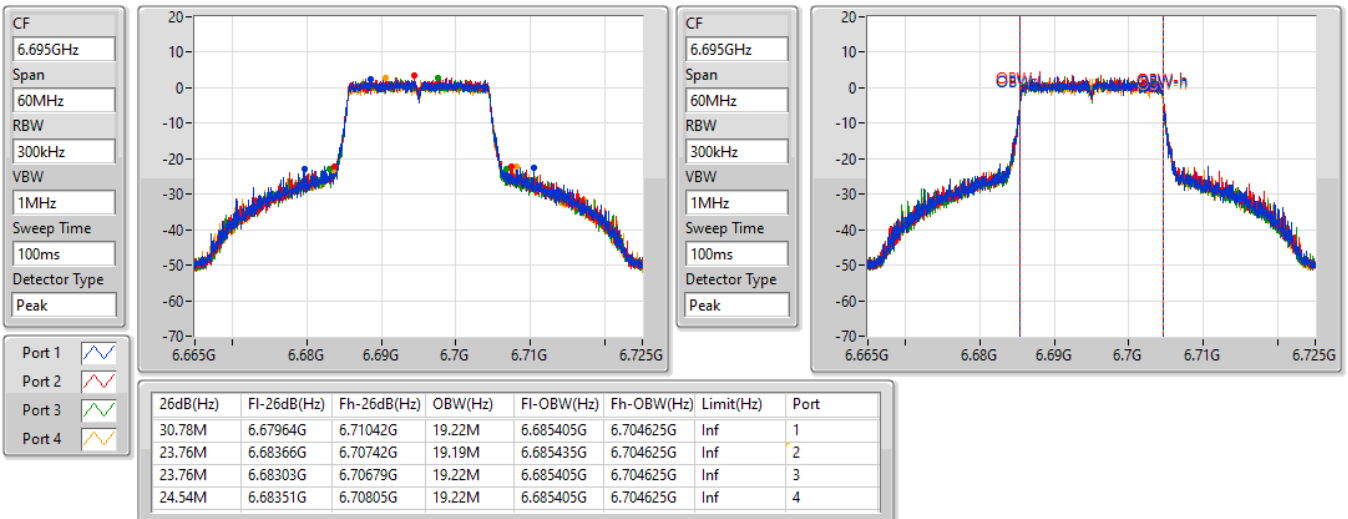 CF
6.695GHz
Span
60MHz
RBW
300kHz
VBW
1MHz
Sweep Time
100ms
Detector Type
Peak
20
10
0
-10
-20
-30
-40
-50
-60
-70
6.665G 6.68G 6.69G 6.7G 6.71G 6.725G
CF
6.695GHz
Span
60MHz
RBW
300kHz
VBW
1MHz
Sweep Time
100ms
Detector Type
Peak
20
10
0
-10
-20
-30
-40
-50
-60
-70
OBW-l OBW-h
6.665G 6.68G 6.69G 6.7G 6.71G 6.725G
Port 1
Port 2
Port 3
Port 4
26dB(Hz) Fl-26dB(Hz) Fh-26dB(Hz) OBW(Hz) Fl-OBW(Hz) Fh-OBW(Hz) Limit(Hz) Port
30.78M 6.67964G 6.71042G 19.22M 6.685405G 6.704625G Inf 1
23.76M 6.68366G 6.70742G 19.19M 6.685435G 6.704625G Inf 2
23.76M 6.68303G 6.70679G 19.22M 6.685405G 6.704625G Inf 3
24.54M 6.68351G 6.70805G 19.22M 6.685405G 6.704625G Inf 4